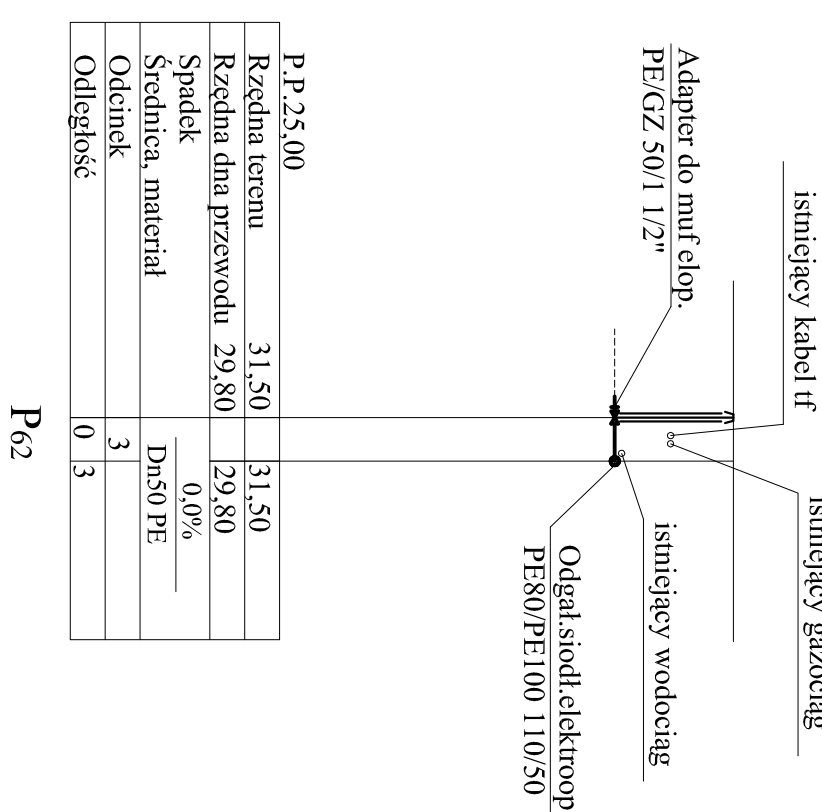 istniejący gazociąg
istniejący kabel tf
Adapter do muf elop.
PE/GZ 50/1 1/2"
istniejący wodociąg
Odgał.siodł.elektroop
PE80/PE100 110/50
P.P.25,00
Rzędna terenu 31,50 31,50
Rzędna dna przewodu 29,80 29,80
Spadek 0,0%
Średnica, materiał Dn50 PE
Odcinek 3
Odległość 0 3
P62